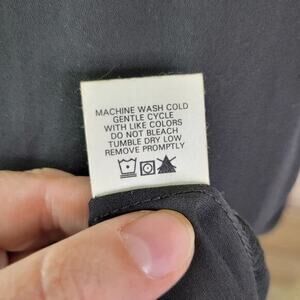 MACHINE WASH COLD
GENTLE CYCLE
WITH LIKE COLORS
DO NOT BLEACH
TUMBLE DRY LOW
REMOVE PROMPTLY